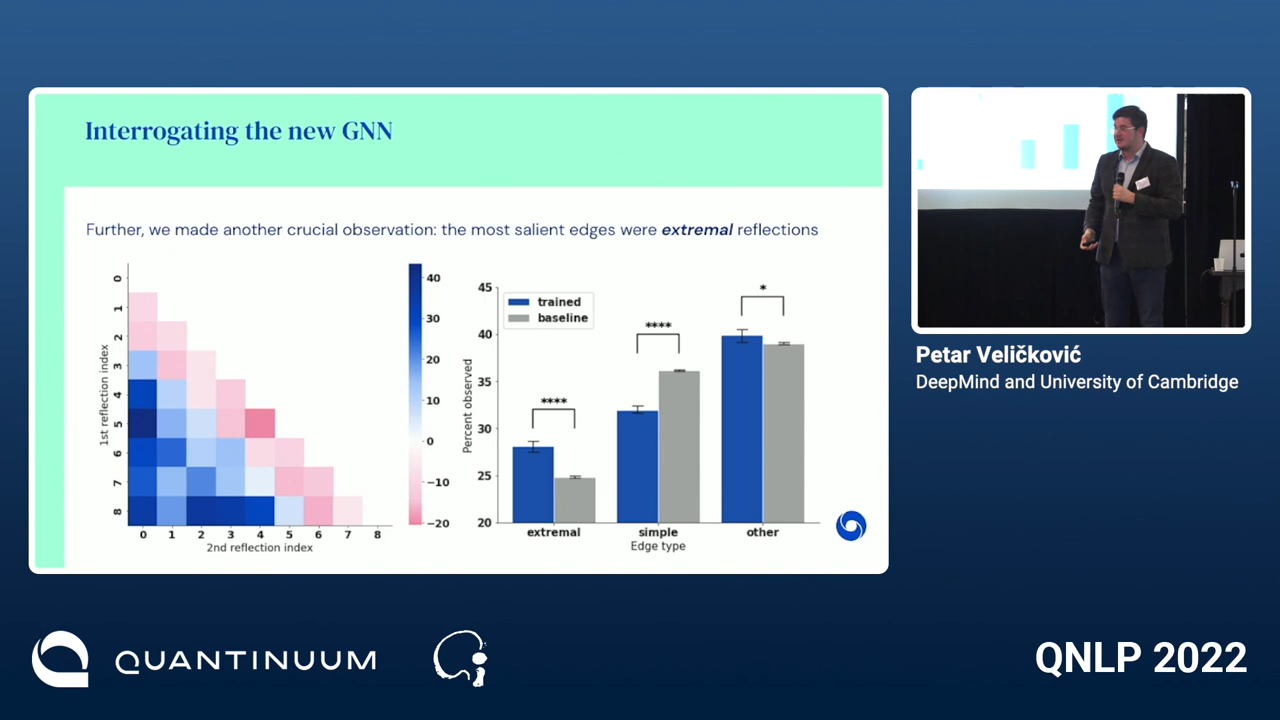 Interrogating the new GNN
Further, we made another crucial observation: the most salient edges were extremal reflections
1st reflection index
0
1
2
3
4
5
6
7
8
0 1 2 3 4 5 6 7 8
2nd reflection index
40
30
20
10
0
−10
−20
Percent observed
45
40
35
30
25
20
trained
baseline
****
****
*
extremal simple other
Edge type
Petar Veličković
DeepMind and University of Cambridge
QUANTINUUM
QNLP 2022